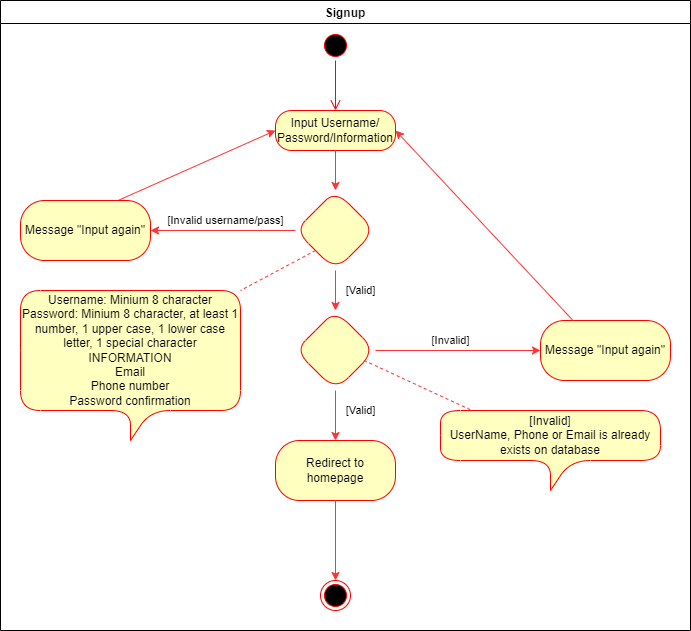 Signup
Input Username/
Password/Information
[Invalid username/pass]
Message "Input again"
[Valid]
Username: Minium 8 character
Password: Minium 8 character, at least 1
number, 1 upper case, 1 lower case
letter, 1 special character
INFORMATION
Email
Phone number
Password confirmation
[Invalid]
Message "Input again"
[Valid]
[Invalid]
UserName, Phone or Email is already
exists on database
Redirect to
homepage